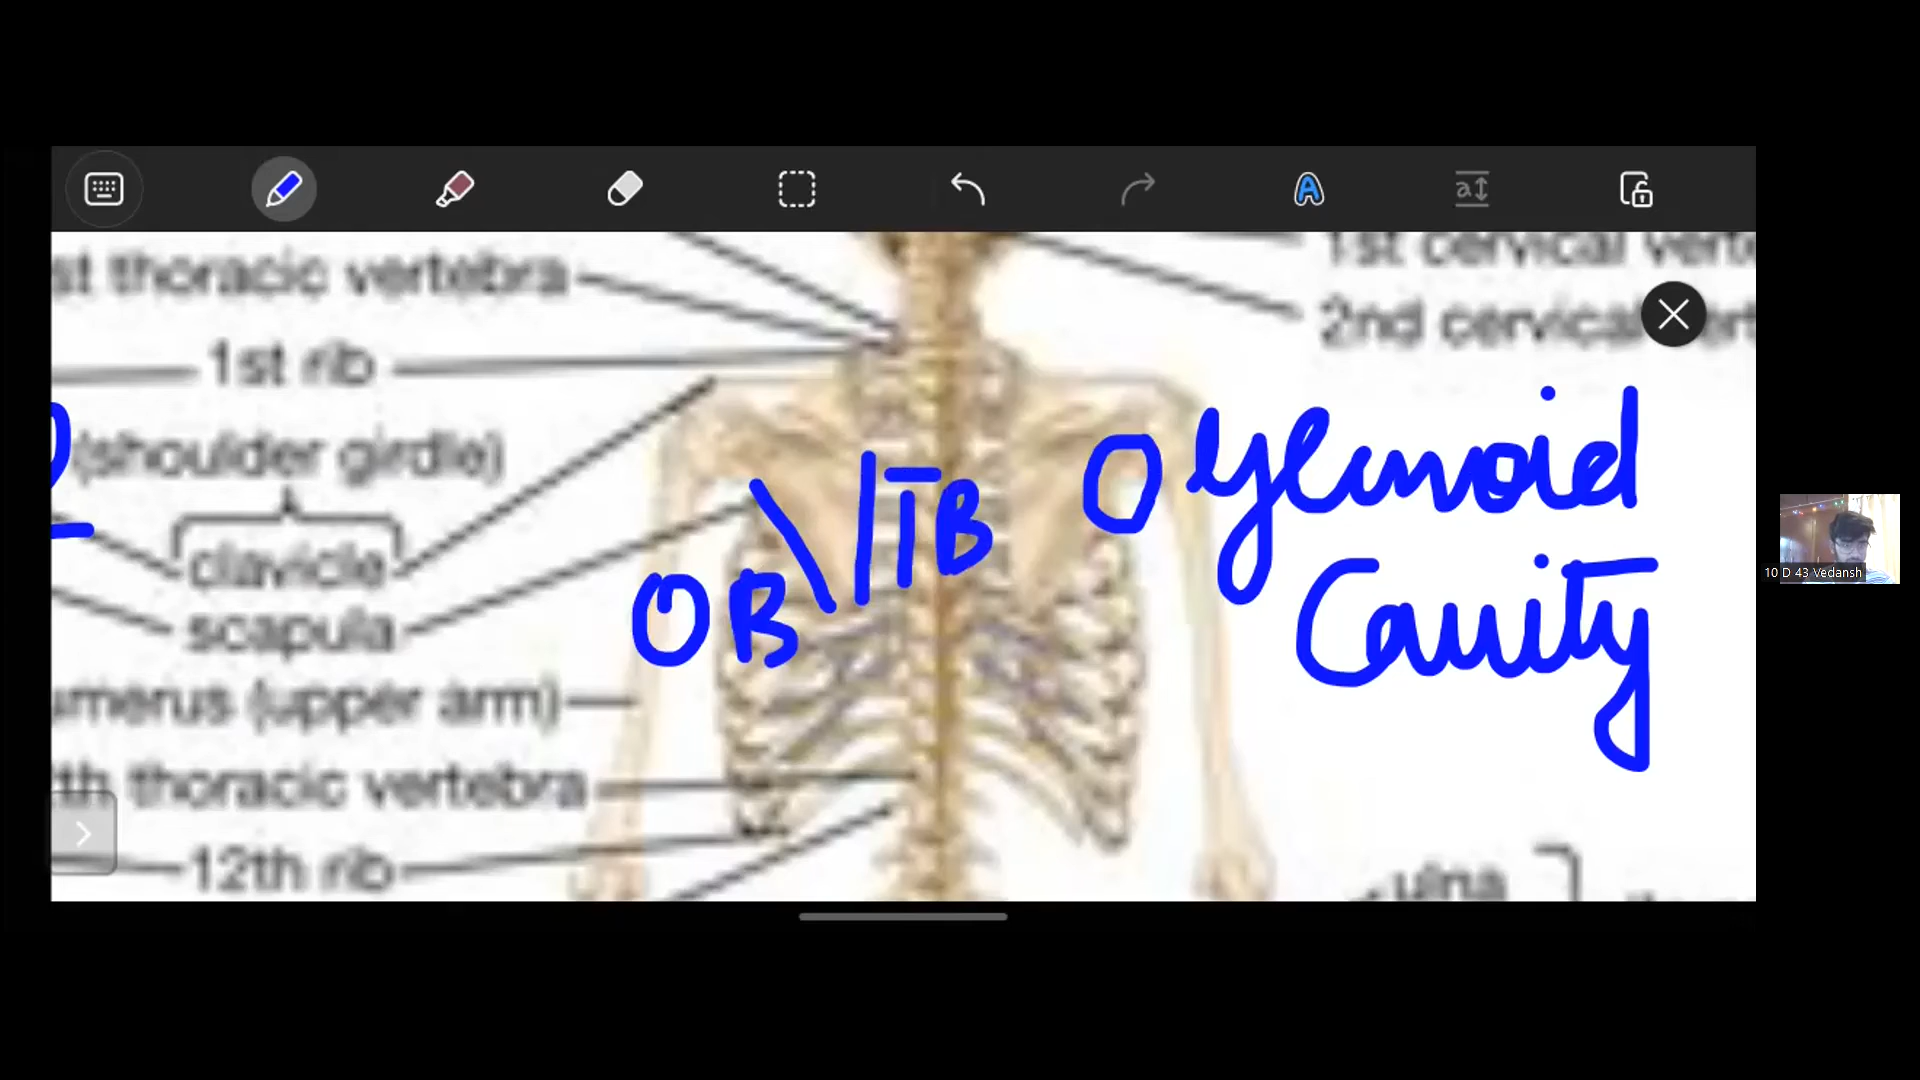 st thoracic vertebra
1st rib
(shoulder girdle)
clavicle
scapula
umerus (upper arm)
th thoracic vertebra
12th rib
OB
IB
1st cervical verte
2nd cervical
Glenoid
Cavity
ulna
10 D 43 Vedansh